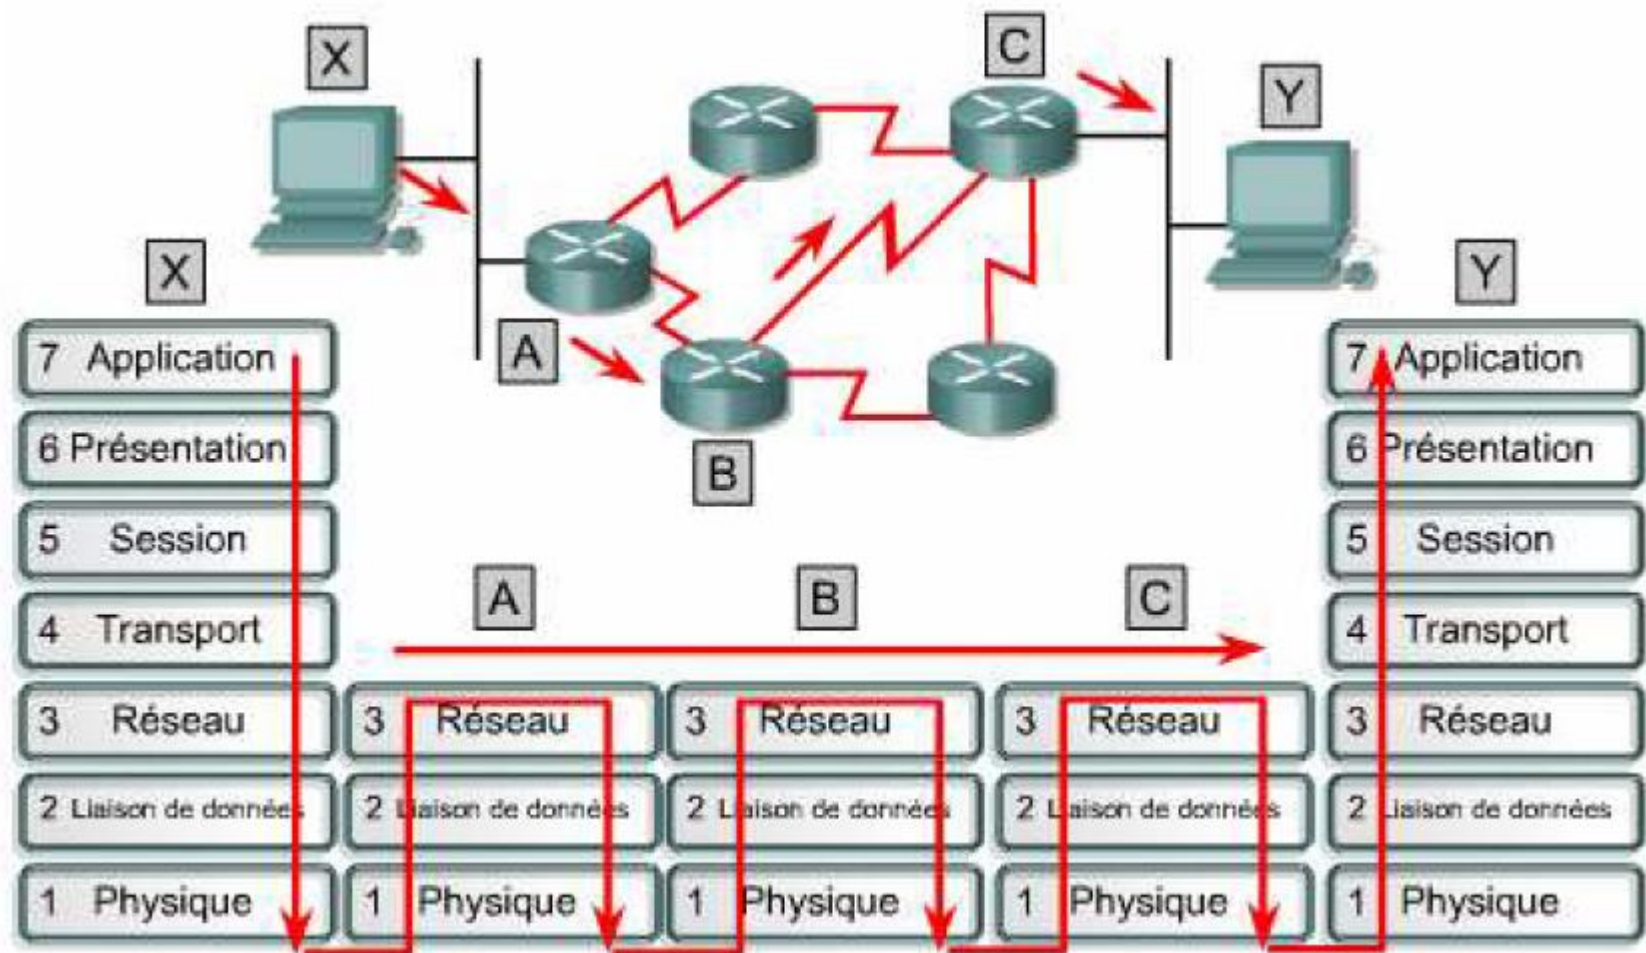 X
C
Y
A
B
X
Y
7 Application
6 Présentation
5 Session
4 Transport
3 Réseau
2 Liaison de données
1 Physique
A
3 Réseau
2 Liaison de données
1 Physique
B
3 Réseau
2 Liaison de données
1 Physique
C
3 Réseau
2 Liaison de données
1 Physique
7 Application
6 Présentation
5 Session
4 Transport
3 Réseau
2 Liaison de données
1 Physique